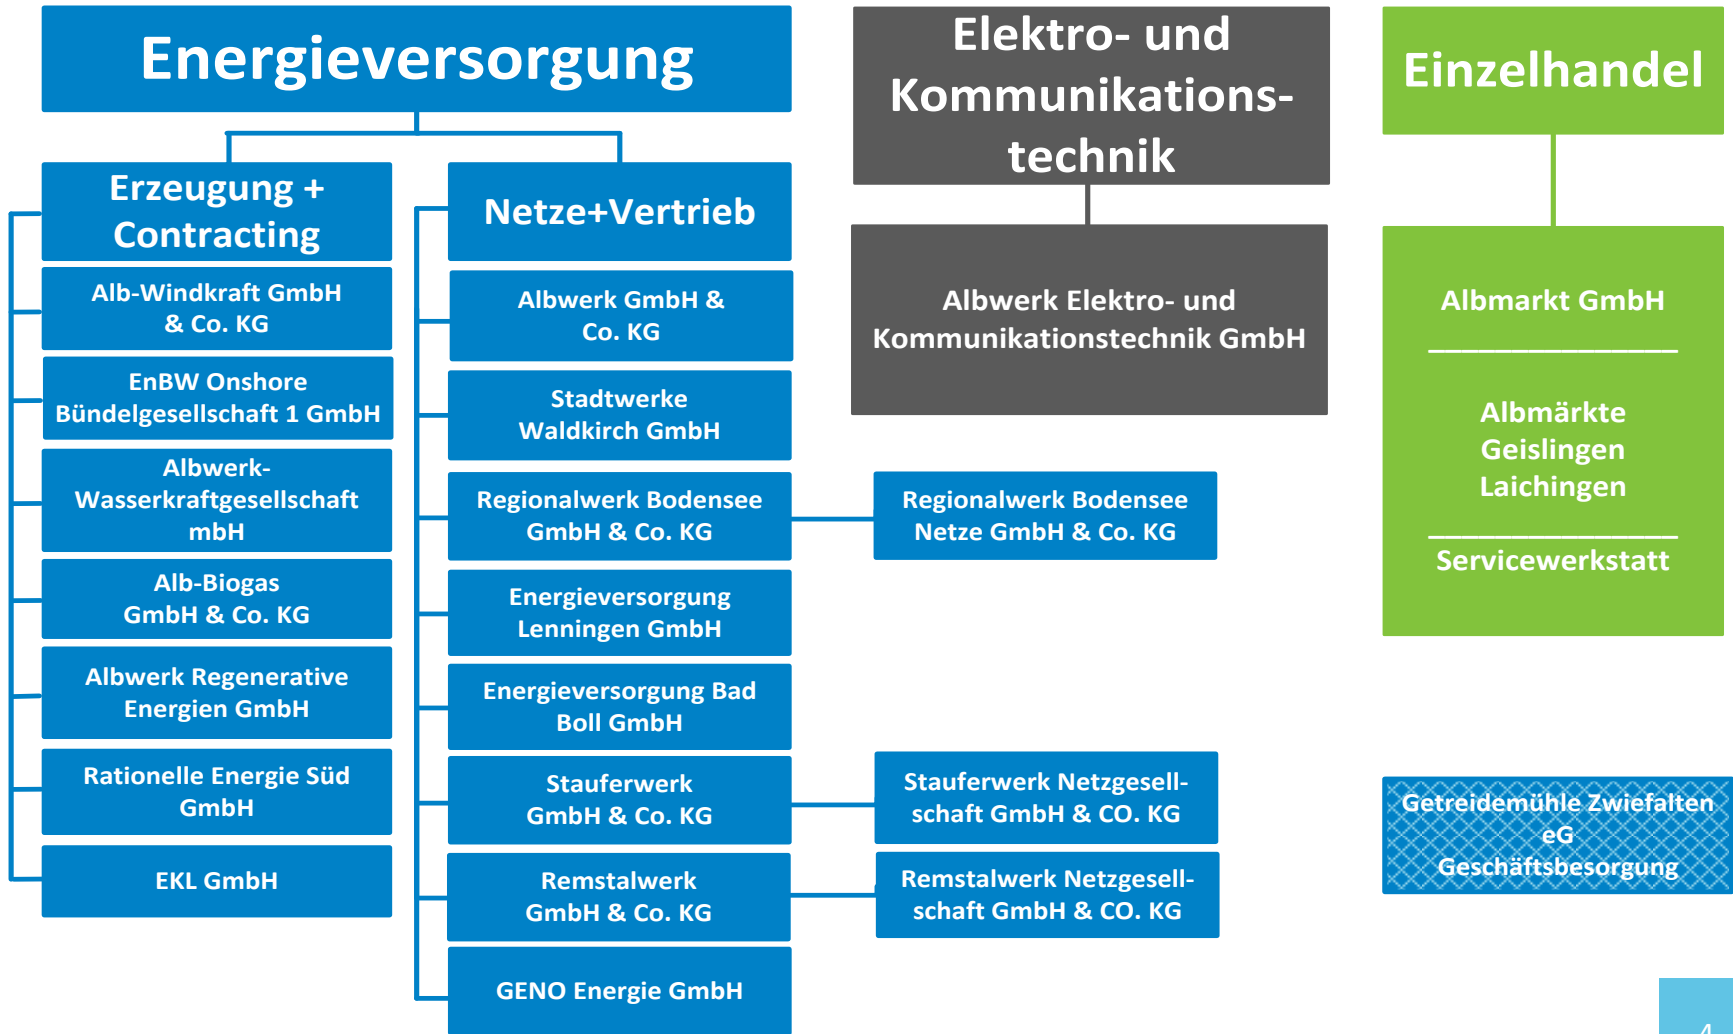 Energieversorgung
Erzeugung +
Contracting
Alb-Windkraft GmbH
& Co. KG
EnBW Onshore
Bündelgesellschaft 1 GmbH
Albwerk-
Wasserkraftgesellschaft
mbH
Alb-Biogas
GmbH & Co. KG
Albwerk Regenerative
Energien GmbH
Rationelle Energie Süd
GmbH
EKL GmbH
Netze+Vertrieb
Albwerk GmbH &
Co. KG
Stadtwerke
Waldkirch GmbH
Regionalwerk Bodensee
GmbH & Co. KG
Regionalwerk Bodensee
Netze GmbH & Co. KG
Energieversorgung
Lenningen GmbH
Energieversorgung Bad
Boll GmbH
Stauferwerk
GmbH & Co. KG
Stauferwerk Netzgesell-
schaft GmbH & CO. KG
Remstalwerk
GmbH & Co. KG
Remstalwerk Netzgesell-
schaft GmbH & CO. KG
GENO Energie GmbH
Elektro- und
Kommunikations-
technik
Albwerk Elektro- und
Kommunikationstechnik GmbH
Einzelhandel
Albmarkt GmbH
Albmärkte
Geislingen
Laichingen
Servicewerkstatt
Getreidemühle Zwiefalten
eG
Geschäftsbesorgung
4